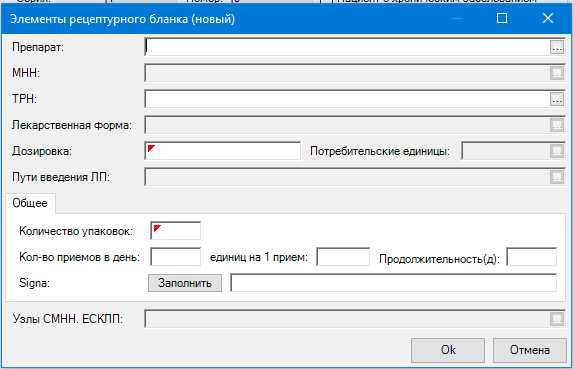 Элементы рецептурного бланка (новый)
Препарат:
МНН:
ТРН:
Лекарственная форма:
Дозировка: Потребительские единицы:
Пути введения ЛП:
Общее
Количество упаковок:
Кол-во приемов в день: единиц на 1 прием: Продолжительность(д):
Signa: Заполнить
Узлы СМНН. ЕСКЛП:
Ok Отмена